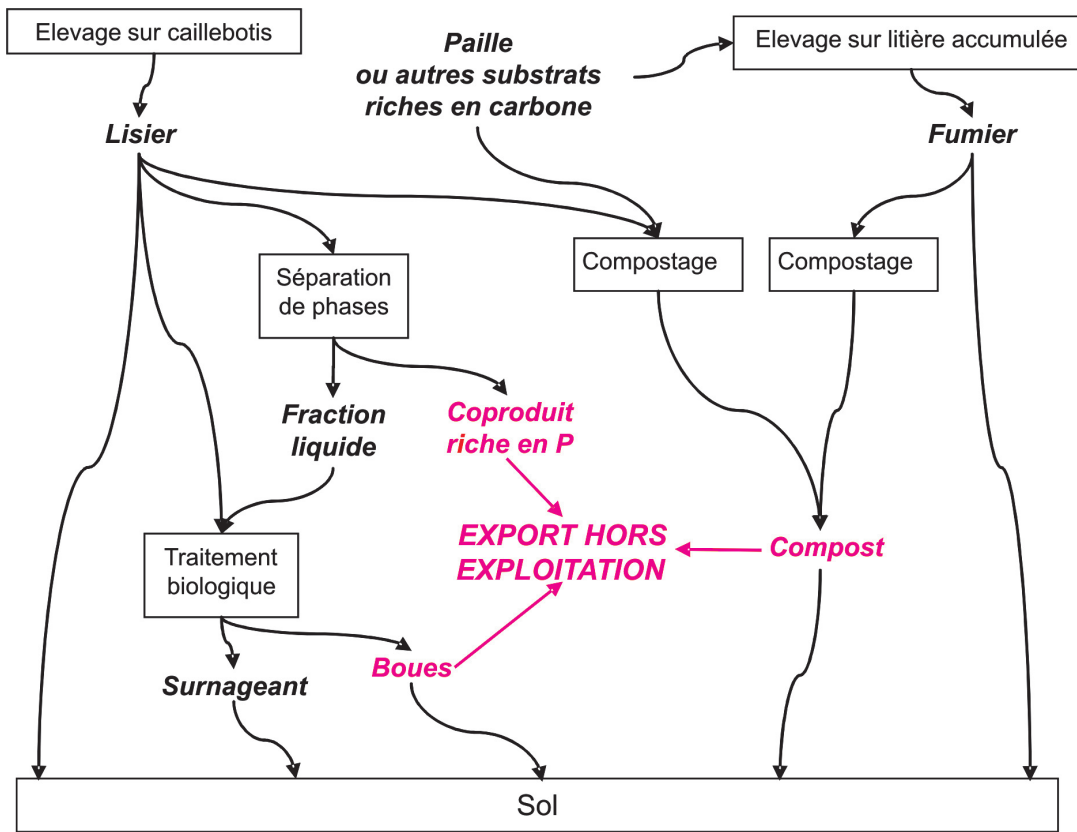 Elevage sur caillebotis
Paille
ou autres substrats
riches en carbone
Elevage sur litière accumulée
Lisier
Fumier
Séparation
de phases
Compostage
Compostage
Fraction
liquide
Coproduit
riche en P
EXPORT HORS
EXPLOITATION
Compost
Traitement
biologique
Boues
Surnageant
Sol